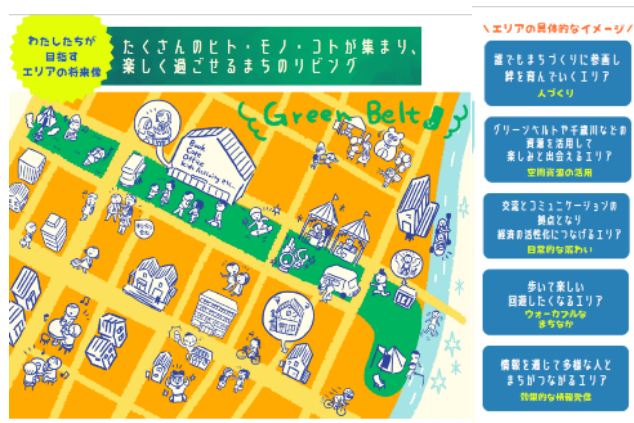 わたしたちが
目指す
エリアの将来像
たくさんのヒト・モノ・コトが集まり、
楽しく過ごせるまちのリビング
Green Belt
Book
Cafe
Office
Kids Activity etc...
\エリアの具体的なイメージ/
誰でもまちづくりに参画し
絆を育んでいくエリア
人づくり
グリーンベルトや千歳川などの
資源を活用して
楽しみと出会えるエリア
空間資源の活用
交流とコミュニケーションの
拠点となり
経済の活性化につなげるエリア
日常的な賑わい
歩いて楽しい
回遊したくなるエリア
ウォーカブルな
まちなか
情報を通じて多様な人と
まちがつながるエリア
効果的な情報発信